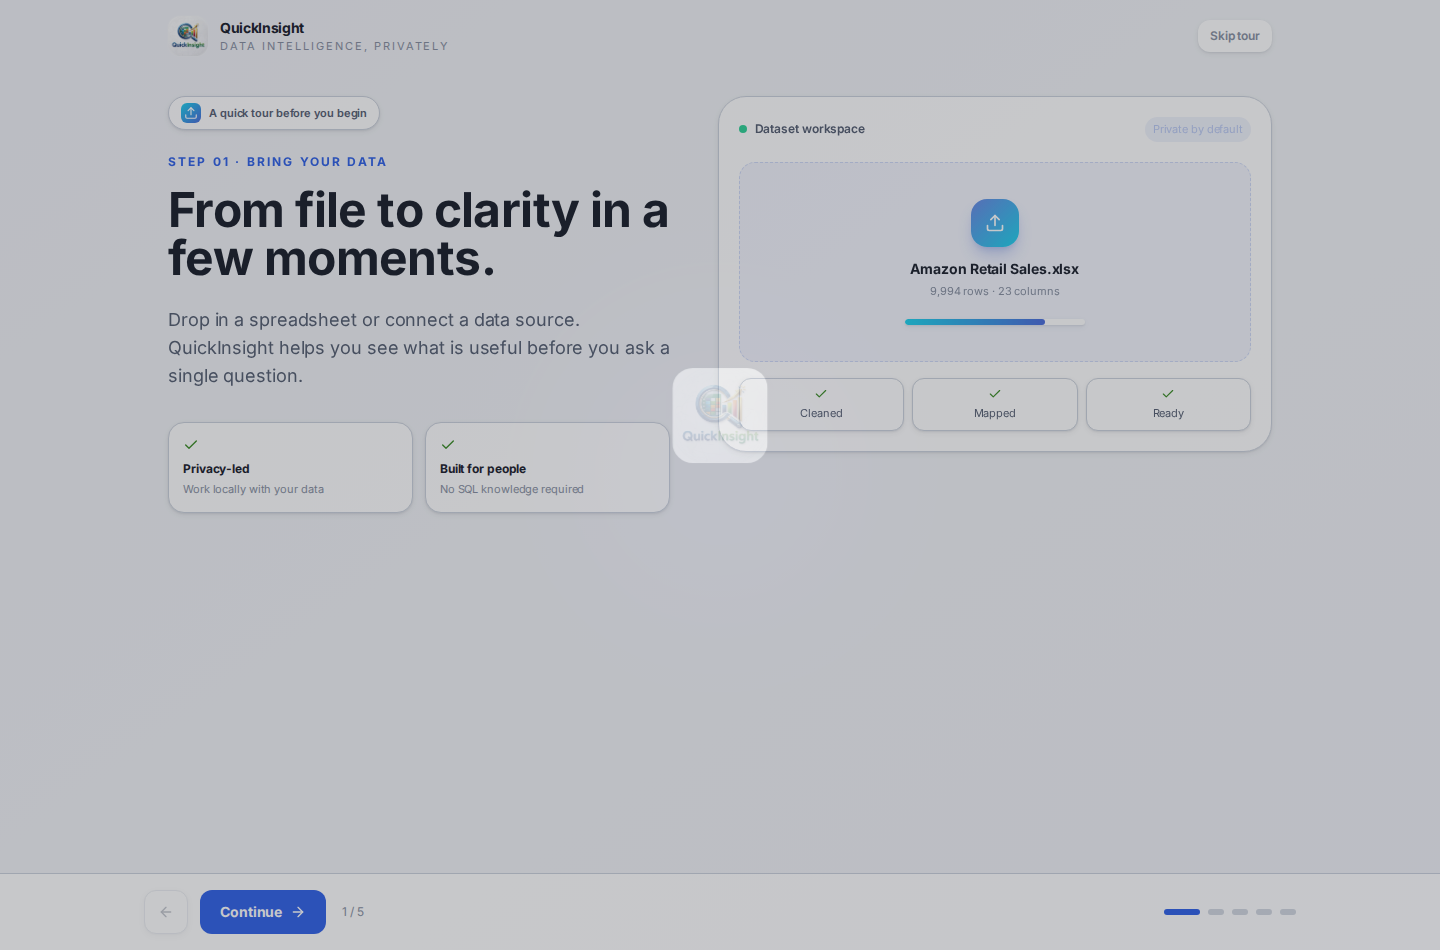 QuickInsight
QuickInsight
DATA INTELLIGENCE, PRIVATELY
Skip tour
A quick tour before you begin
STEP 01 · BRING YOUR DATA
From file to clarity in a
few moments.
Drop in a spreadsheet or connect a data source.
QuickInsight helps you see what is useful before you ask a
single question.
Privacy-led
Work locally with your data
Built for people
No SQL knowledge required
Dataset workspace
Private by default
Amazon Retail Sales.xlsx
9,994 rows · 23 columns
Cleaned
Mapped
Ready
QuickInsight
Continue
1 / 5